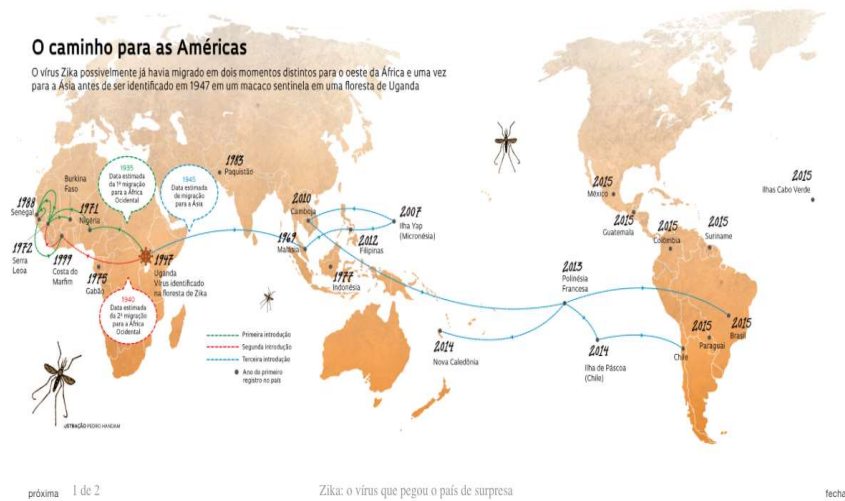 O caminho para as Américas
O vírus Zika possivelmente já havia migrado em dois momentos distintos para o oeste da África e uma vez
para a Ásia antes de ser identificado em 1947 em um macaco sentinela em uma floresta de Uganda
1988
Senegal
Burkina
Faso
1935
Data estimada
da 1ª migração
para a África
Ocidental
1945
Data estimada
de migração
para a Ásia
1983
Paquistão
1971
Nigéria
1972
Serra
Leoa
1999
Costa do
Marfim
1975
Gabão
1947
Uganda
Vírus identificado
na floresta de Zika
1940
Data estimada
da 2ª migração
para a África
Ocidental
2010
Camboja
1969
Malásia
1977
Indonésia
2012
Filipinas
2007
Ilha Yap
(Micronésia)
2013
Polinésia
Francesa
2014
Nova Caledônia
2014
Ilha de Páscoa
(Chile)
2015
México
2015
Guatemala
2015
Colômbia
2015
Suriname
2015
Ilhas Cabo Verde
2015
Brasil
2015
Paraguai
Chile
Primeira introdução
Segunda introdução
Terceira introdução
Ano do primeiro
registro no país
ILUSTRAÇÃO PEDRO HAMDAN
próxima
1 de 2
Zika: o vírus que pegou o país de surpresa
fecha